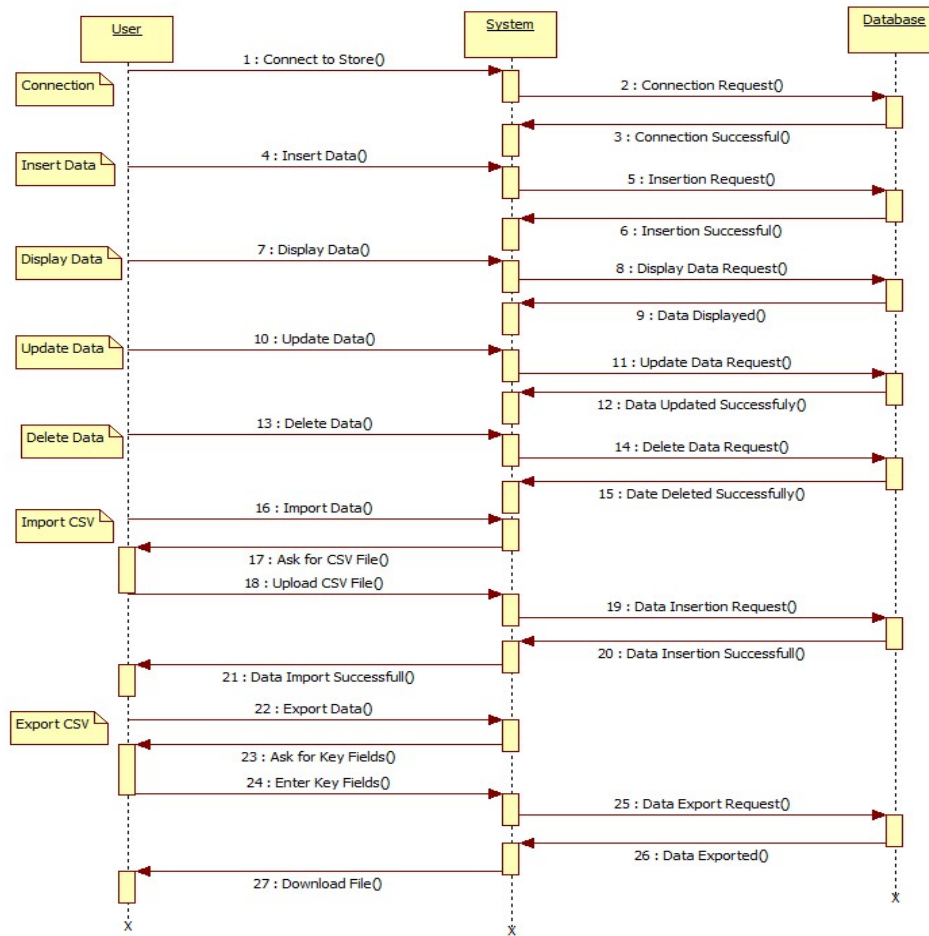 User
System
Database
1 : Connect to Store()
Connection
2 : Connection Request()
3 : Connection Successful()
4 : Insert Data()
Insert Data
5 : Insertion Request()
6 : Insertion Successful()
7 : Display Data()
Display Data
8 : Display Data Request()
9 : Data Displayed()
10 : Update Data()
Update Data
11 : Update Data Request()
12 : Data Updated Successfuly()
13 : Delete Data()
Delete Data
14 : Delete Data Request()
15 : Date Deleted Successfully()
16 : Import Data()
Import CSV
17 : Ask for CSV File()
18 : Upload CSV File()
19 : Data Insertion Request()
20 : Data Insertion Successfull()
21 : Data Import Successfull()
22 : Export Data()
Export CSV
23 : Ask for Key Fields()
24 : Enter Key Fields()
25 : Data Export Request()
26 : Data Exported()
27 : Download File()
X
X
X